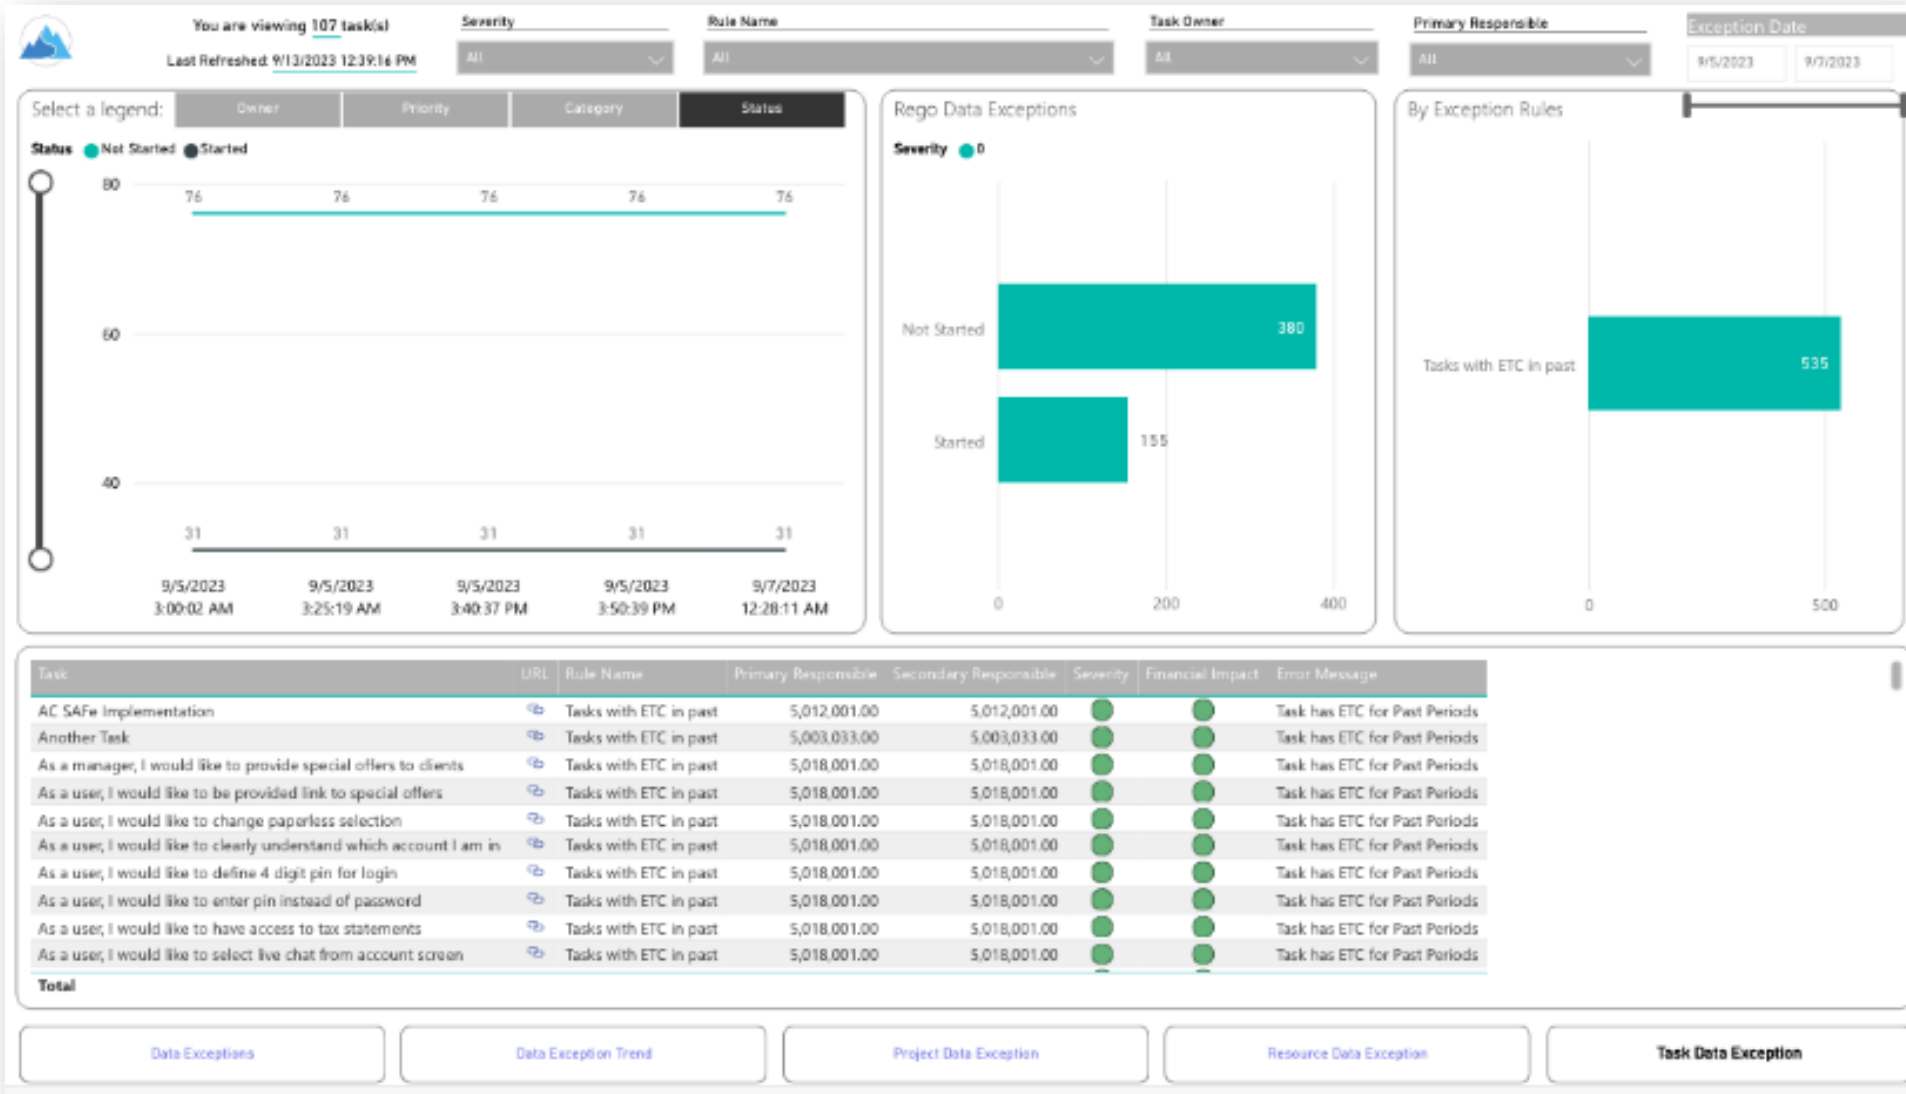 You are viewing 107 task(s)
Last Refreshed: 9/13/2023 12:39:16 PM
Severity
All
Rule Name
All
Task Owner
All
Primary Responsible
All
Exception Date
9/5/2023 9/7/2023
Select a legend: Owner Priority Category Status
Status Not Started Started
80
76 76 76 76 76
60
40
31 31 31 31 31
9/5/2023 9/5/2023 9/5/2023 9/5/2023 9/7/2023
3:00:02 AM 3:25:19 AM 3:40:37 PM 3:50:39 PM 12:28:11 AM
Rego Data Exceptions
Severity 0
Not Started 380
Started 155
0 200 400
By Exception Rules
Tasks with ETC in past 535
0 500
Task URL Rule Name Primary Responsible Secondary Responsible Severity Financial Impact Error Message
AC SAFe Implementation Tasks with ETC in past 5,012,001.00 5,012,001.00 Task has ETC for Past Periods
Another Task Tasks with ETC in past 5,003,033.00 5,003,033.00 Task has ETC for Past Periods
As a manager, I would like to provide special offers to clients Tasks with ETC in past 5,018,001.00 5,018,001.00 Task has ETC for Past Periods
As a user, I would like to be provided link to special offers Tasks with ETC in past 5,018,001.00 5,018,001.00 Task has ETC for Past Periods
As a user, I would like to change paperless selection Tasks with ETC in past 5,018,001.00 5,018,001.00 Task has ETC for Past Periods
As a user, I would like to clearly understand which account I am in Tasks with ETC in past 5,018,001.00 5,018,001.00 Task has ETC for Past Periods
As a user, I would like to define 4 digit pin for login Tasks with ETC in past 5,018,001.00 5,018,001.00 Task has ETC for Past Periods
As a user, I would like to enter pin instead of password Tasks with ETC in past 5,018,001.00 5,018,001.00 Task has ETC for Past Periods
As a user, I would like to have access to tax statements Tasks with ETC in past 5,018,001.00 5,018,001.00 Task has ETC for Past Periods
As a user, I would like to select live chat from account screen Tasks with ETC in past 5,018,001.00 5,018,001.00 Task has ETC for Past Periods
Total
Data Exceptions Data Exception Trend Project Data Exception Resource Data Exception Task Data Exception